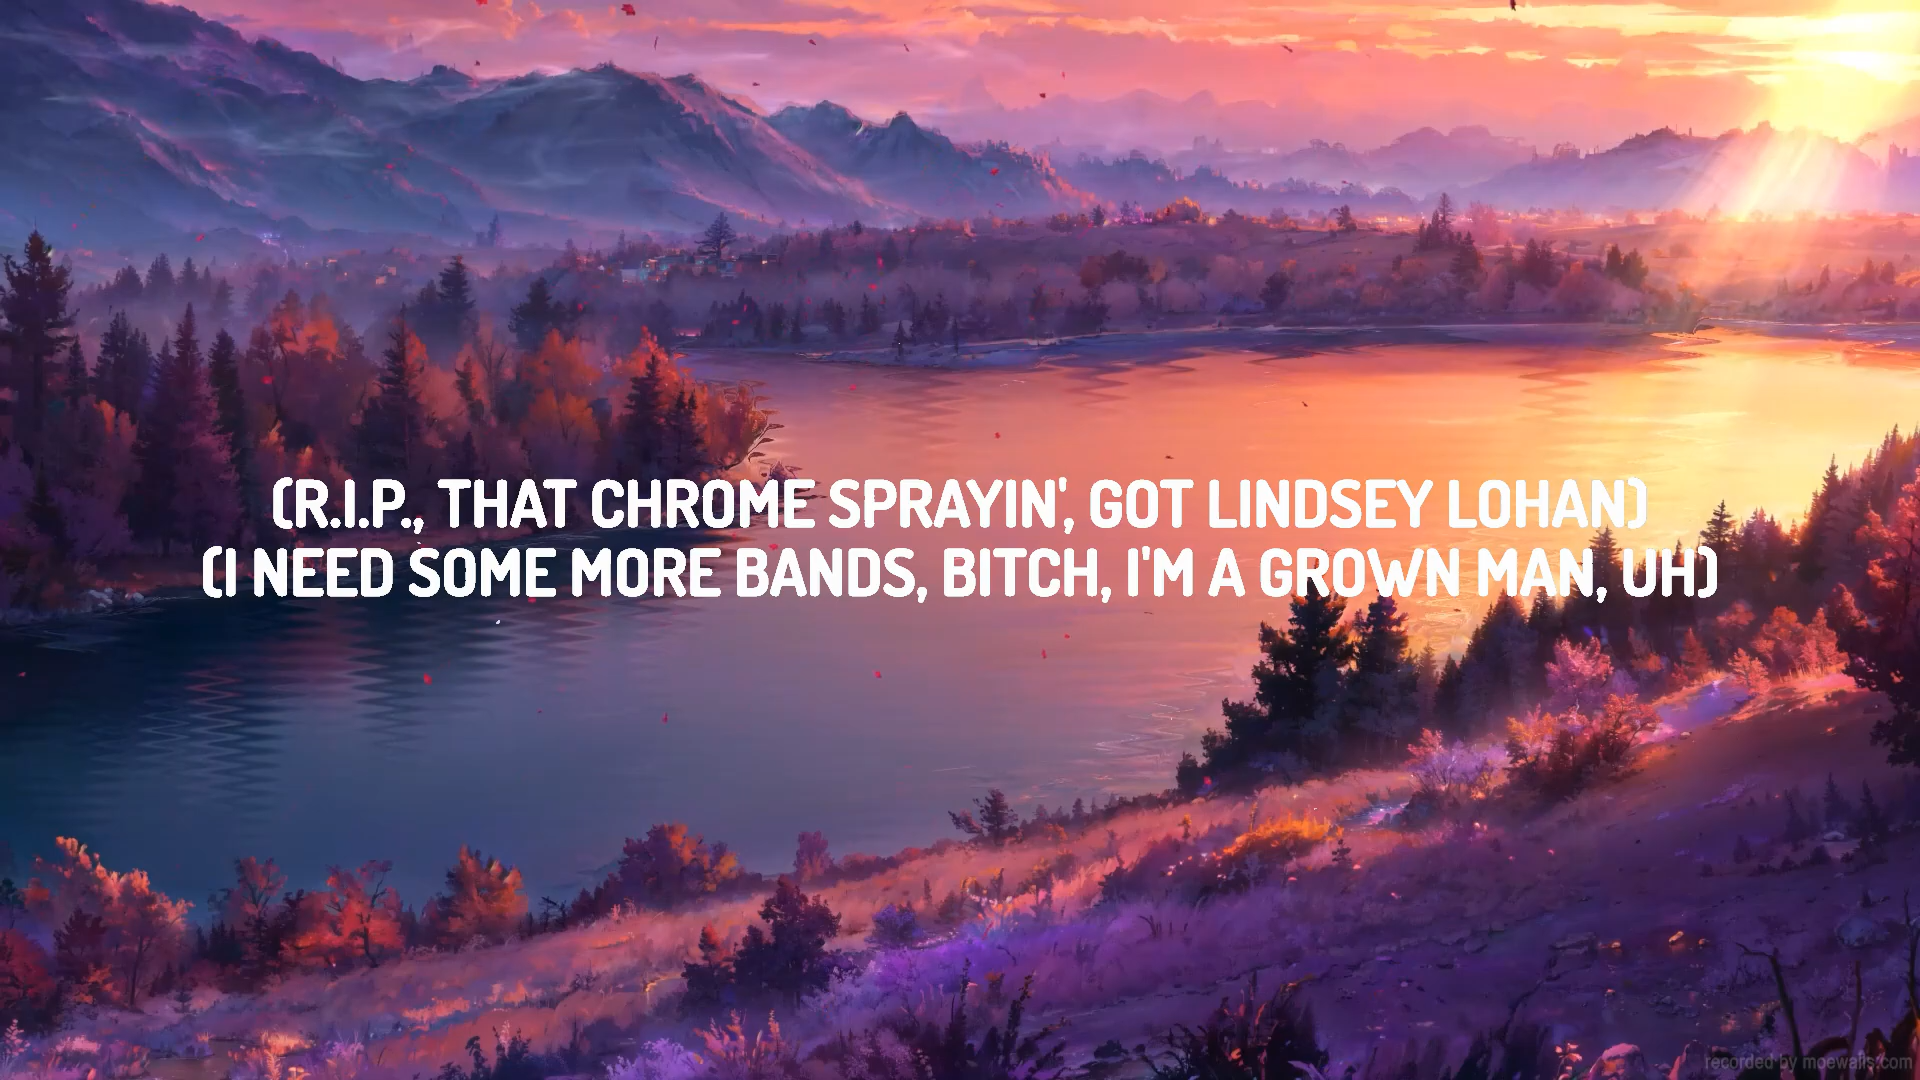 (R.I.P., THAT CHROME SPRAYIN', GOT LINDSEY LOHAN)
(I NEED SOME MORE BANDS, BITCH, I'M A GROWN MAN, UH)
recorded by moewalls.com